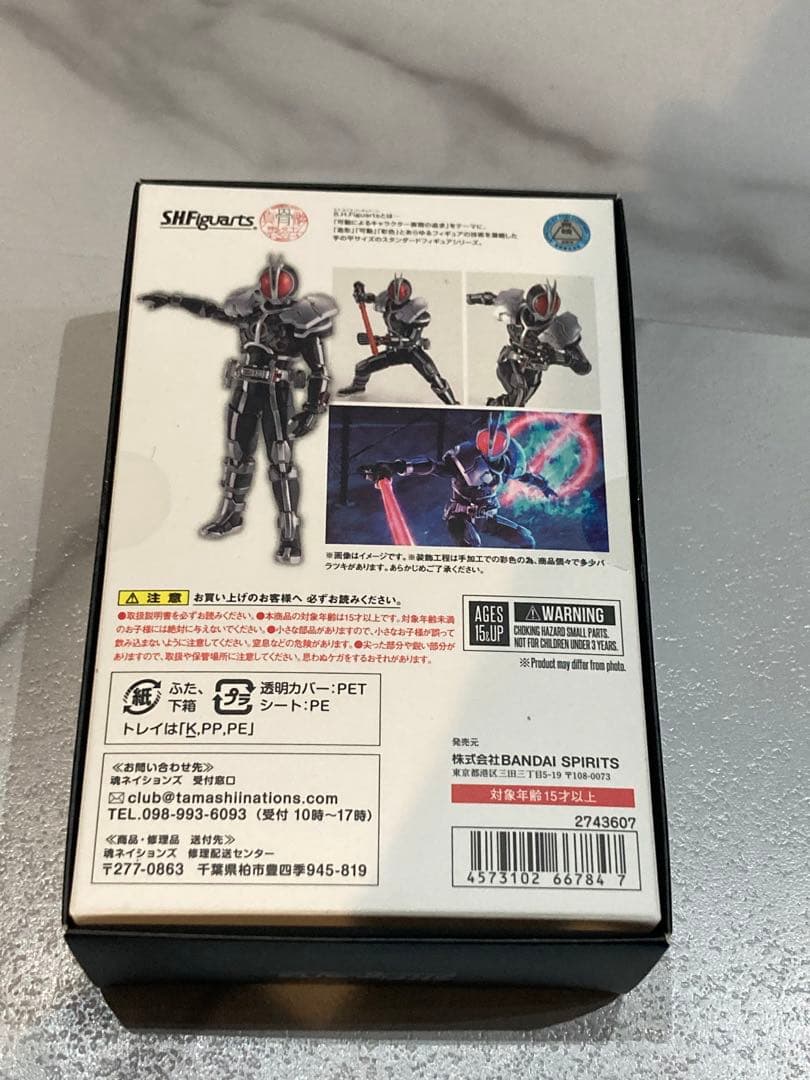 S.H.Figuarts
真骨彫製法
S.H.Figuartsとは…
「可動によるキャラクター表現の追求」をテーマに、
「造形」「可動」「彩色」とあらゆるフィギュアの技術を凝縮した
手の平サイズのスタンダードフィギュアシリーズ。
※画像はイメージです。※装飾工程は手加工での彩色の為、商品個々で多少バ
ラツキがあります。あらかじめご了承ください。
注意 お買い上げのお客様へ 必ずお読みください。
●取扱説明書を必ずお読みください。●本商品の対象年齢は15才以上です。対象年齢未満
のお子様には絶対に与えないでください。●小さな部品がありますので、小さなお子様が誤って
飲み込まないように注意してください。窒息などの危険があります。●尖った部分や鋭い部分が
ありますので、取扱や保管場所に注意してください。思わぬケガをするおそれがあります。
AGES
15&UP
WARNING
CHOKING HAZARD SMALL PARTS.
NOT FOR CHILDREN UNDER 3 YEARS.
※Product may differ from photo.
紙 ふた、
下箱
プラ 透明カバー:PET
シート:PE
トレイは「K,PP,PE」
≪お問い合わせ先≫
魂ネイションズ 受付窓口
club@tamashiinations.com
TEL.098-993-6093 (受付 10時~17時)
≪商品・修理品 送付先≫
魂ネイションズ 修理配送センター
〒277-0863 千葉県柏市豊四季945-819
発売元
株式会社BANDAI SPIRITS
東京都港区三田三丁目5-19 〒108-0073
対象年齢15才以上
2743607
4573102 66784 7